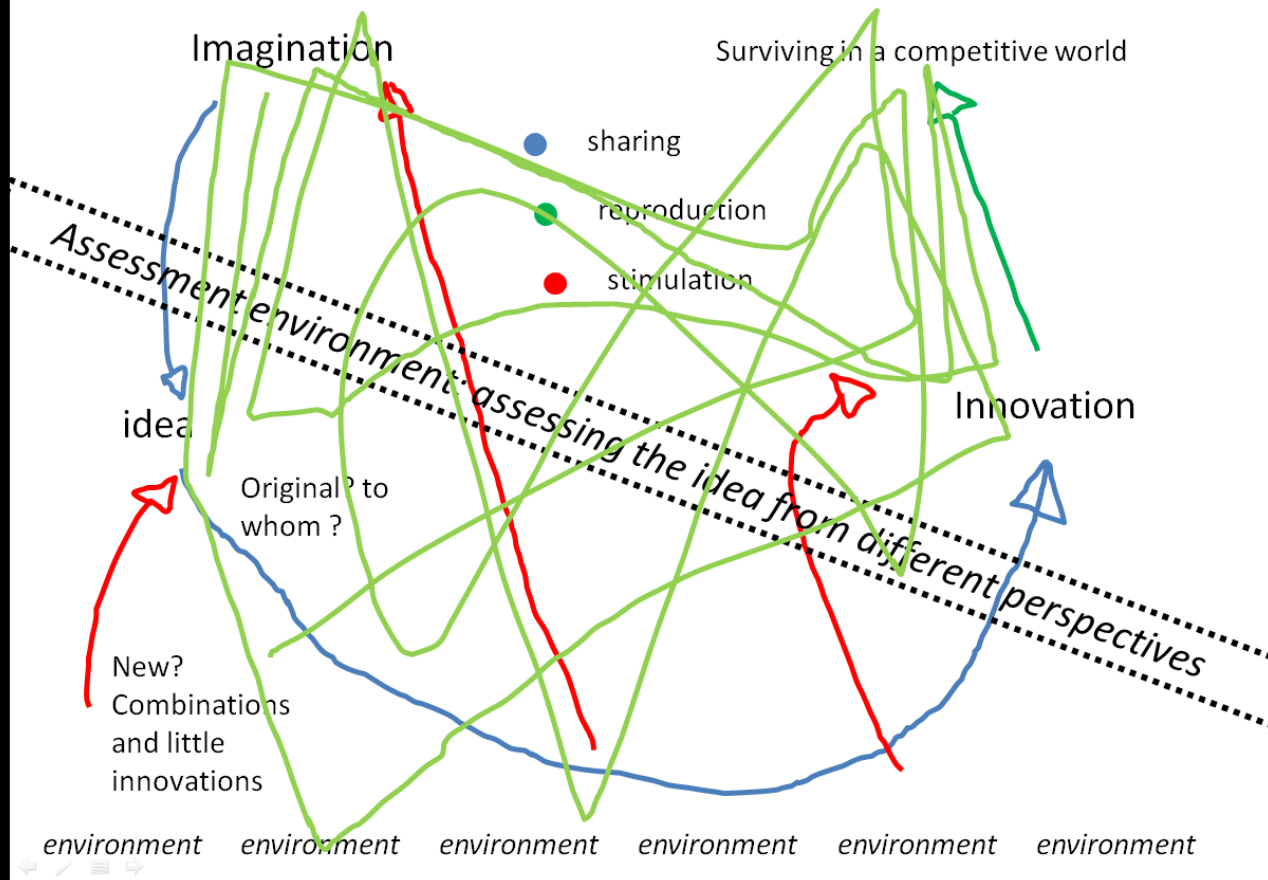 Imagination
Surviving in a competitive world
sharing
reproduction
stimulation
Assessment environment: assessing the idea from different perspectives
idea
Innovation
Original? to
whom ?
New?
Combinations
and little
innovations
environment environment environment environment environment environment